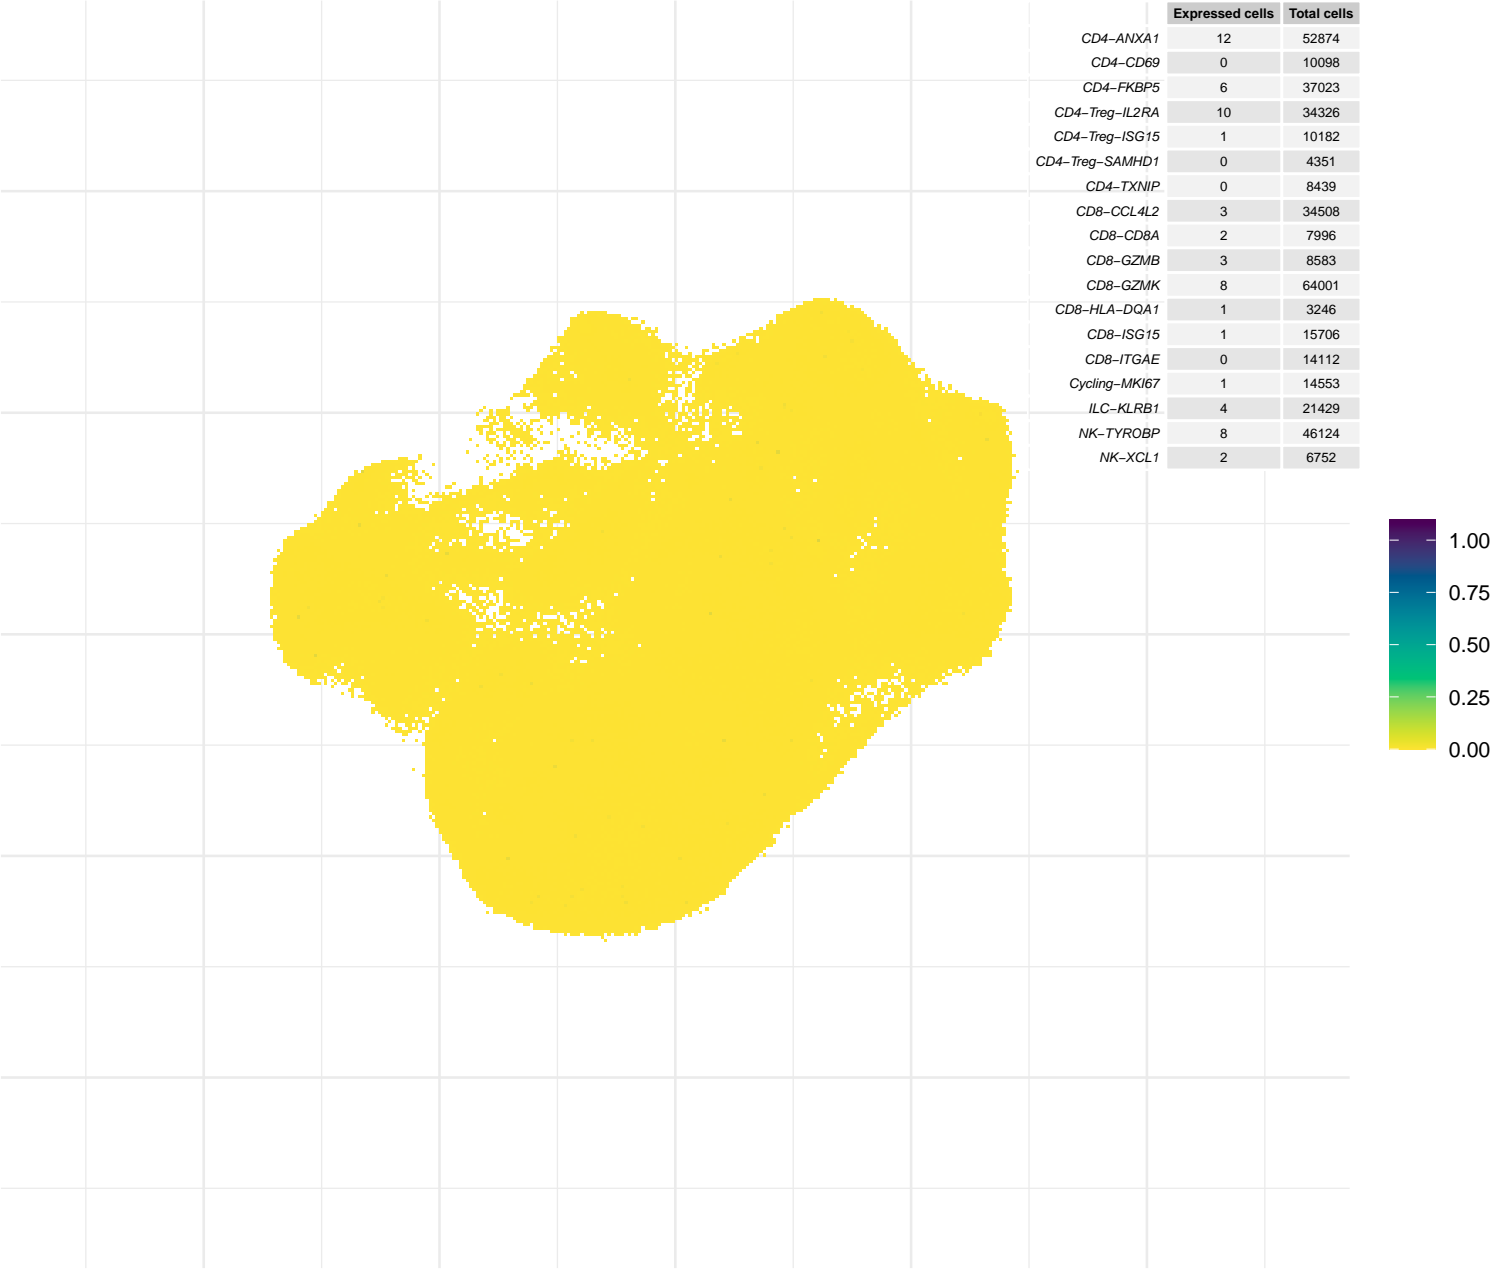 Expressed cells Total cells
CD4−ANXA1 12 52874
CD4−CD69 0 10098
CD4−FKBP5 6 37023
CD4−Treg−IL2RA 10 34326
CD4−Treg−ISG15 1 10182
CD4−Treg−SAMHD1 0 4351
CD4−TXNIP 0 8439
CD8−CCL4L2 3 34508
CD8−CD8A 2 7996
CD8−GZMB 3 8583
CD8−GZMK 8 64001
CD8−HLA−DQA1 1 3246
CD8−ISG15 1 15706
CD8−ITGAE 0 14112
Cycling−MKI67 1 14553
ILC−KLRB1 4 21429
NK−TYROBP 8 46124
NK−XCL1 2 6752
1.00
0.75
0.50
0.25
0.00